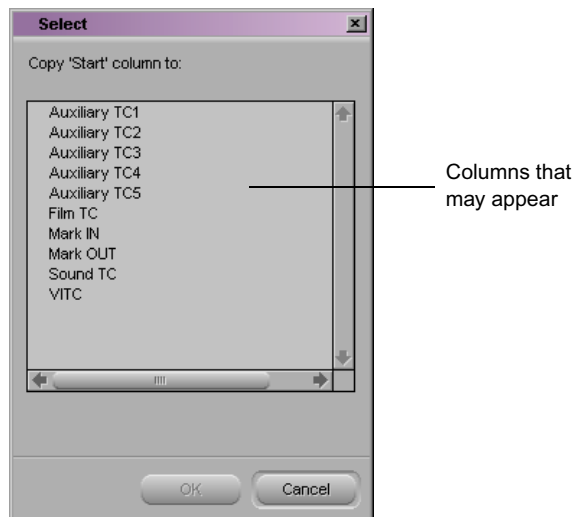 Select
Copy 'Start' column to:
Auxiliary TC1
Auxiliary TC2
Auxiliary TC3
Auxiliary TC4
Auxiliary TC5
Film TC
Mark IN
Mark OUT
Sound TC
VITC
Columns that
may appear
OK
Cancel